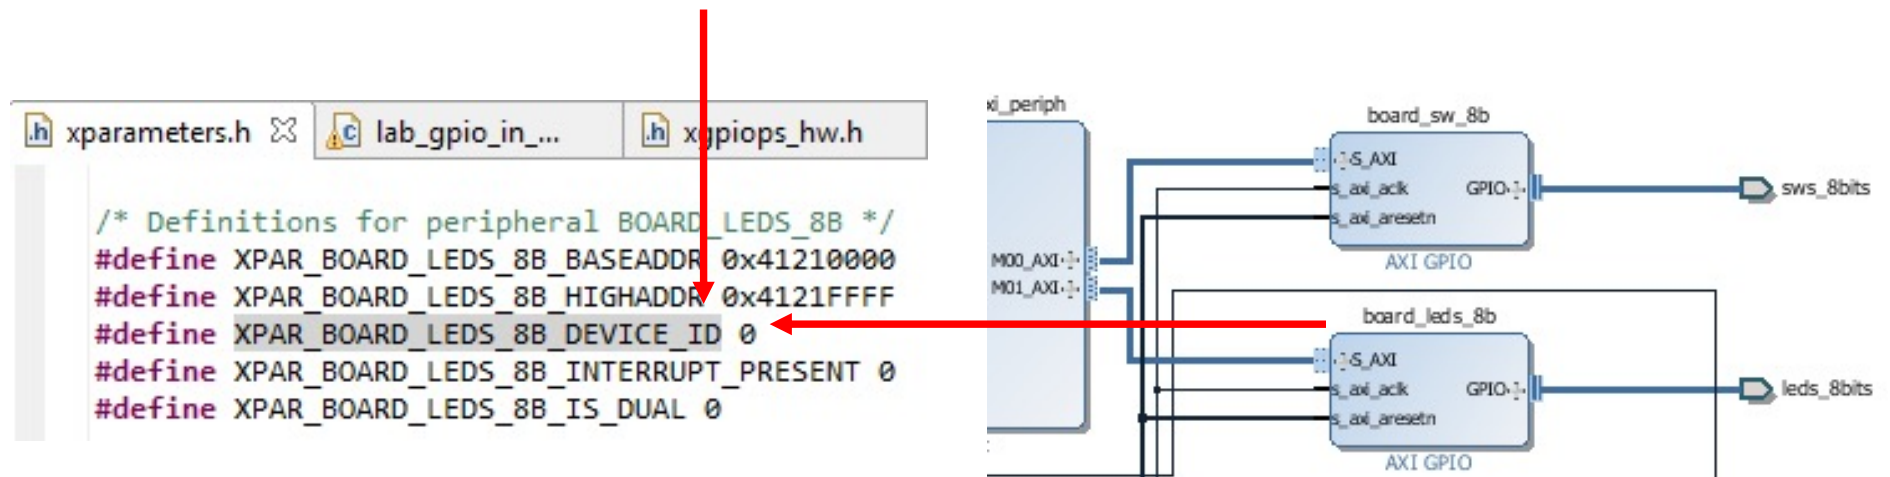 xparameters.h
lab_gpio_in_...
xgpiops_hw.h
/* Definitions for peripheral BOARD_LEDS_8B */
#define XPAR_BOARD_LEDS_8B_BASEADDR 0x41210000
#define XPAR_BOARD_LEDS_8B_HIGHADDR 0x4121FFFF
#define XPAR_BOARD_LEDS_8B_DEVICE_ID 0
#define XPAR_BOARD_LEDS_8B_INTERRUPT_PRESENT 0
#define XPAR_BOARD_LEDS_8B_IS_DUAL 0
xi_periph
M00_AXI
M01_AXI
board_sw_8b
S_AXI
s_axi_aclk
s_axi_aresetn
GPIO
AXI GPIO
sws_8bits
board_leds_8b
S_AXI
s_axi_aclk
s_axi_aresetn
GPIO
AXI GPIO
leds_8bits